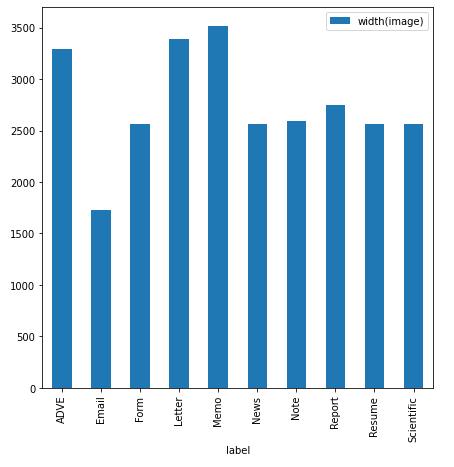 width(image)
3500
3000
2500
2000
1500
1000
500
0
ADVE
Email
Form
Letter
Memo
News
Note
Report
Resume
Scientific
label